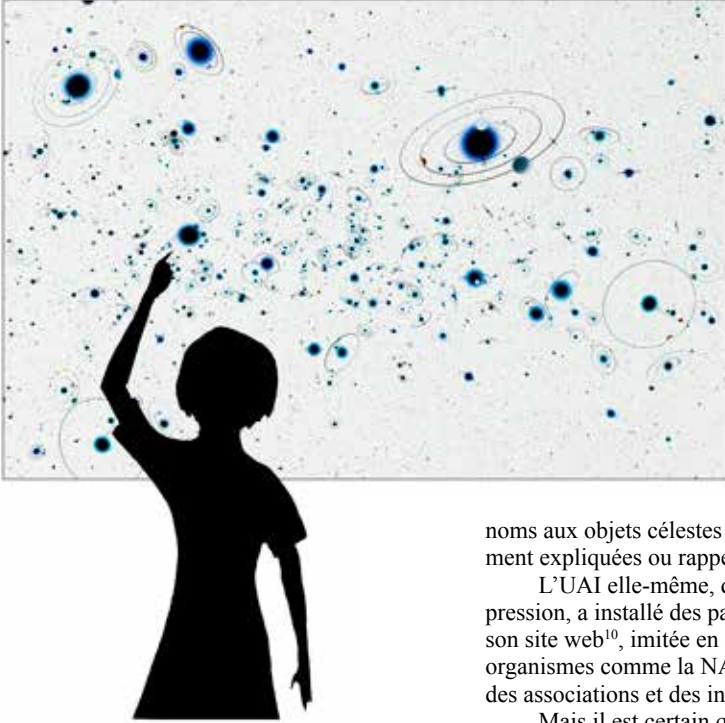 noms aux objets célestes
ment expliquées ou rappe
L'UAI elle-même, d
pression, a installé des pa
son site web¹⁰, imitée en
organismes comme la NA
des associations et des in
Mais il est certain q